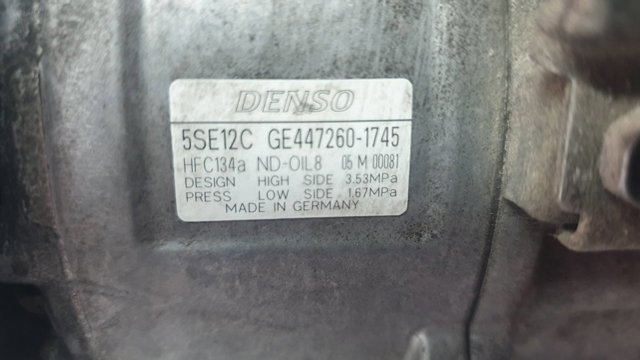 DENSO
5SE12C GE447260-1745
HFC134a ND-OIL8 05 M 00081
DESIGN HIGH SIDE 3.53MPa
PRESS LOW SIDE 1.67MPa
MADE IN GERMANY